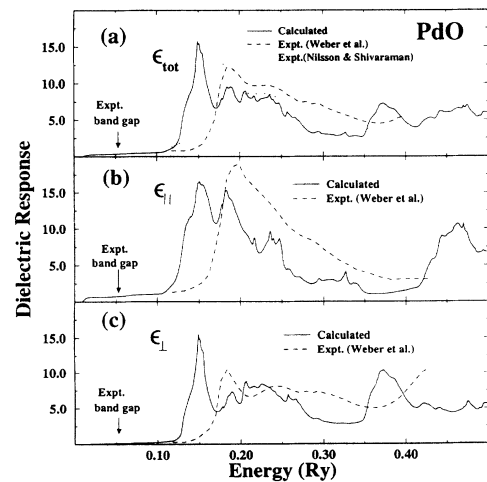 (a)
PdO
ϵtot
Calculated
Expt. (Weber et al.)
Expt.(Nilsson & Shivaraman)
15.0
10.0
5.0
Expt.
band gap
(b)
ϵ||
Calculated
Expt. (Weber et al.)
15.0
10.0
5.0
Expt.
band gap
(c)
ϵ⊥
Calculated
Expt. (Weber et al.)
15.0
10.0
5.0
Expt.
band gap
Dielectric Response
0.10 0.20 0.30 0.40
Energy (Ry)